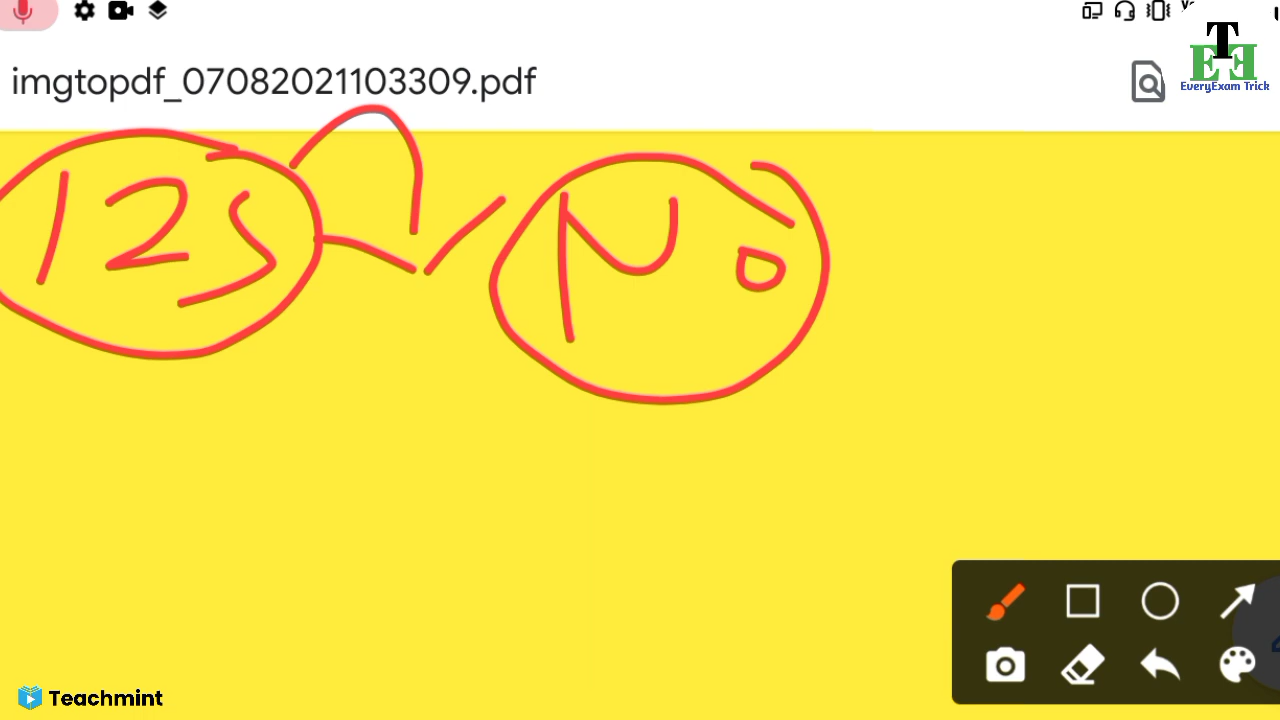 imgtopdf_07082021103309.pdf
T
EE
EveryExam Trick
125
No
Teachmint